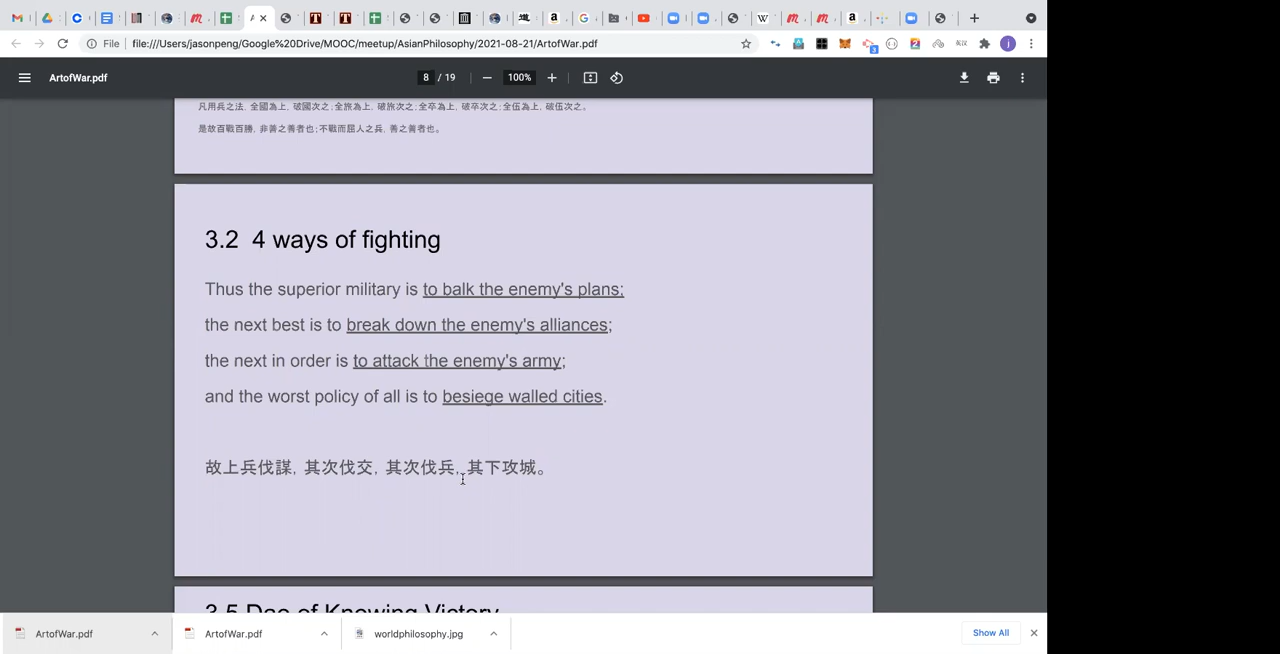 File
file:///Users/jasonpeng/Google%20Drive/MOOC/meetup/AsianPhilosophy/2021-08-21/ArtofWar.pdf
ArtofWar.pdf
8 / 19
100%
凡用兵之法, 全國為上, 破國次之; 全旅為上, 破旅次之; 全卒為上, 破卒次之; 全伍為上, 破伍次之。
是故百戰百勝, 非善之善者也; 不戰而屈人之兵, 善之善者也。
3.2 4 ways of fighting
Thus the superior military is to balk the enemy's plans;
the next best is to break down the enemy's alliances;
the next in order is to attack the enemy's army;
and the worst policy of all is to besiege walled cities.
故上兵伐謀, 其次伐交, 其次伐兵, 其下攻城。
3.5 Dao of Knowing Victory
ArtofWar.pdf
ArtofWar.pdf
worldphilosophy.jpg
Show All